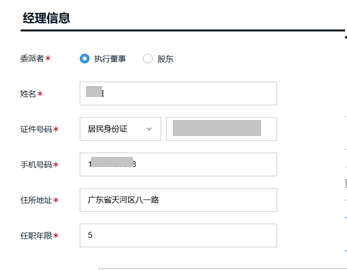 经理信息
委派者* 执行董事 股东
姓名*
证件号码* 居民身份证
手机号码* 1 8
住所地址* 广东省天河区八一路
任职年限* 5